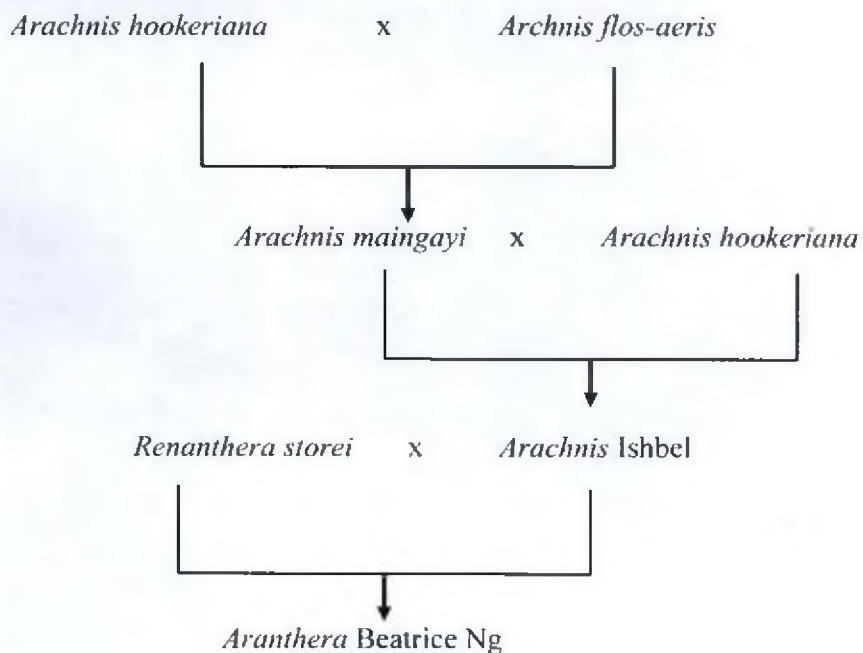 Arachnis hookeriana x Archnis flos-aeris
Arachnis maingayi x Arachnis hookeriana
Renanthera storei x Arachnis Ishbel
Aranthera Beatrice Ng